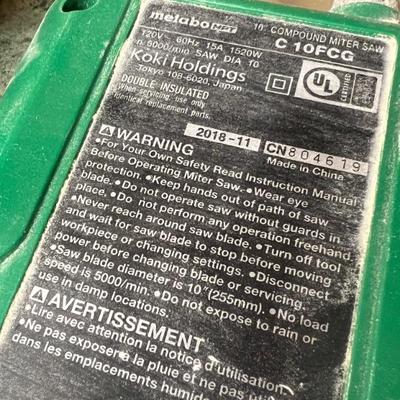 metabo HPT 10" COMPOUND MITER SAW
C 10FCG
120V 60Hz 15A 1520W
n. 5000/min SAW DIA 10
Koki Holdings
Tokyo 108-6020, Japan
DOUBLE INSULATED
When servicing, use only
identical replacement parts.
UL LISTED
2018-11 CN804619
Made in China
⚠WARNING
•For Your Own Safety Read Instruction Manual
Before Operating Miter Saw. •Wear eye
protection. •Keep hands out of path of saw
blade. •Do not operate saw without guards in
place. •Do not perform any operation freehand.
•Never reach around saw blade. •Turn off tool
and wait for saw blade to stop before moving
workpiece or changing settings. •Disconnect
power before changing blade or servicing.
•Saw blade diameter is 10" (255mm). •No load
speed is 5000/min. •Do not expose to rain or
use in damp locations.
⚠AVERTISSEMENT
•Lire avec attention la notice d'utilisation
•Ne pas exposer à la pluie et ne pas utiliser
dans les emplacements humide